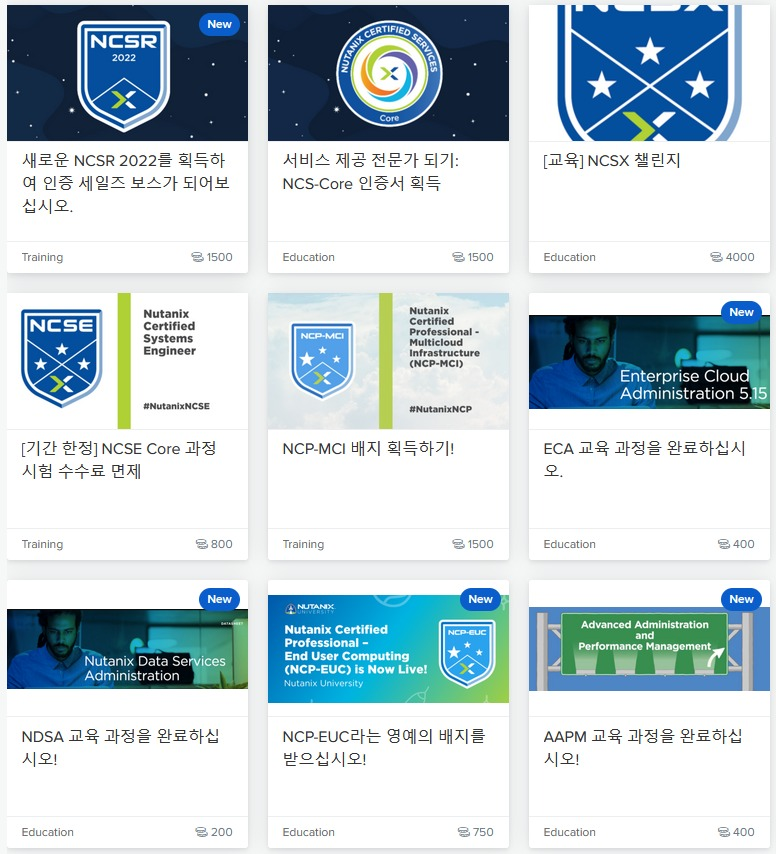 NCSR
2022
New
새로운 NCSR 2022를 획득하
여 인증 세일즈 보스가 되어보
십시오.
Training
1500
NUTANIX CERTIFIED SERVICES
Core
서비스 제공 전문가 되기:
NCS-Core 인증서 획득
Education
1500
NCSX
[교육] NCSX 챌린지
Education
4000
NCSE
Nutanix
Certified
Systems
Engineer
#NutanixNCSE
[기간 한정] NCSE Core 과정
시험 수수료 면제
Training
800
NCP-MCI
Nutanix
Certified
Professional -
Multicloud
Infrastructure
(NCP-MCI)
#NutanixNCP
NCP-MCI 배지 획득하기!
Training
1500
New
Enterprise Cloud
Administration 5.15
ECA 교육 과정을 완료하십시
오.
Education
400
New
DATASHEET
Nutanix Data Services
Administration
NDSA 교육 과정을 완료하십
시오!
Education
200
New
NUTANIX
UNIVERSITY
Nutanix Certified
Professional –
End User Computing
(NCP-EUC) is Now Live!
Nutanix University
NCP-EUC
NCP-EUC라는 영예의 배지를
받으십시오!
Education
750
New
Advanced Administration
and
Performance Management
AAPM 교육 과정을 완료하십
시오!
Education
400